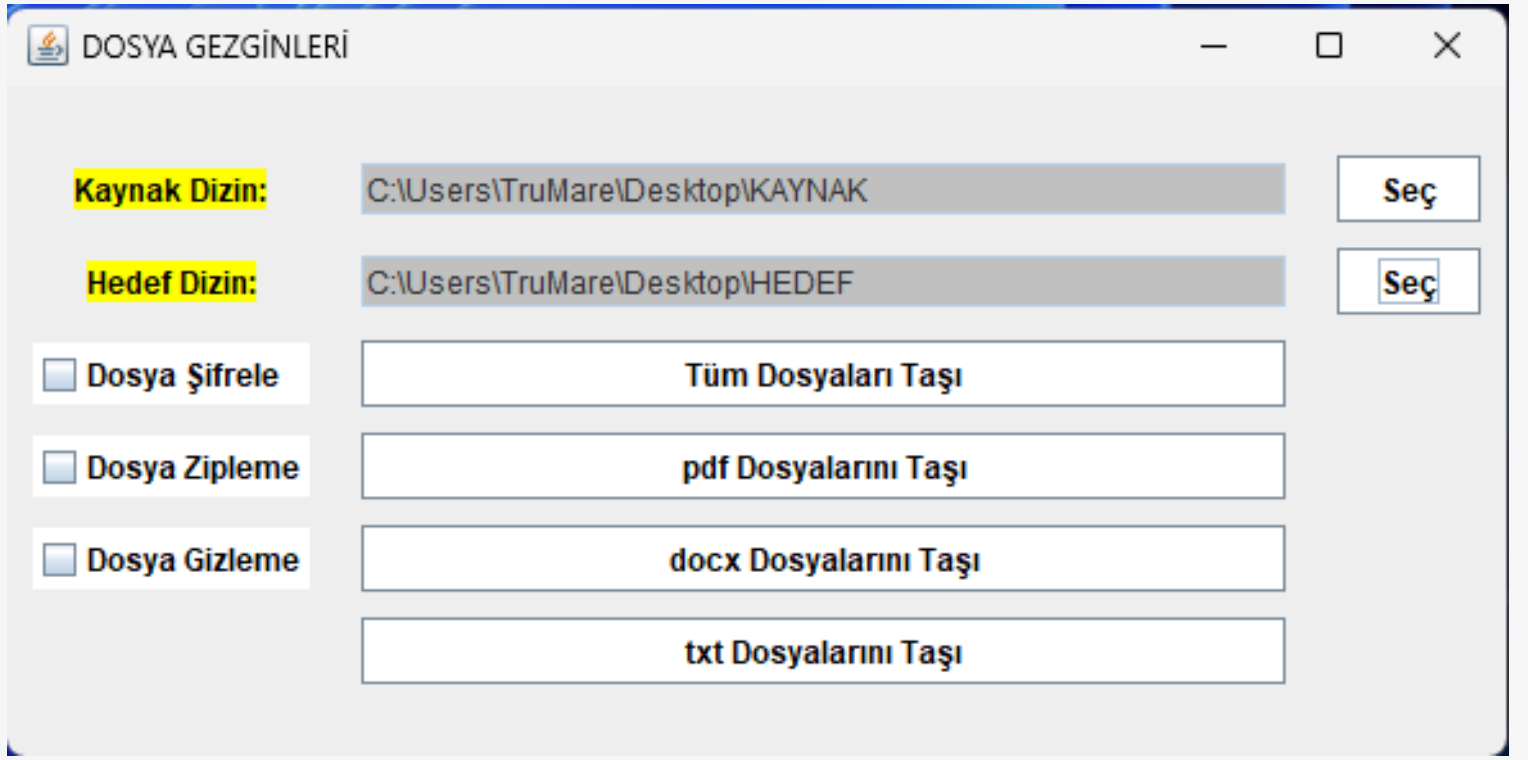 DOSYA GEZGİNLERİ
Kaynak Dizin: C:\Users\TruMare\Desktop\KAYNAK Seç
Hedef Dizin: C:\Users\TruMare\Desktop\HEDEF Seç
Dosya Şifrele Tüm Dosyaları Taşı
Dosya Zipleme pdf Dosyalarını Taşı
Dosya Gizleme docx Dosyalarını Taşı
txt Dosyalarını Taşı